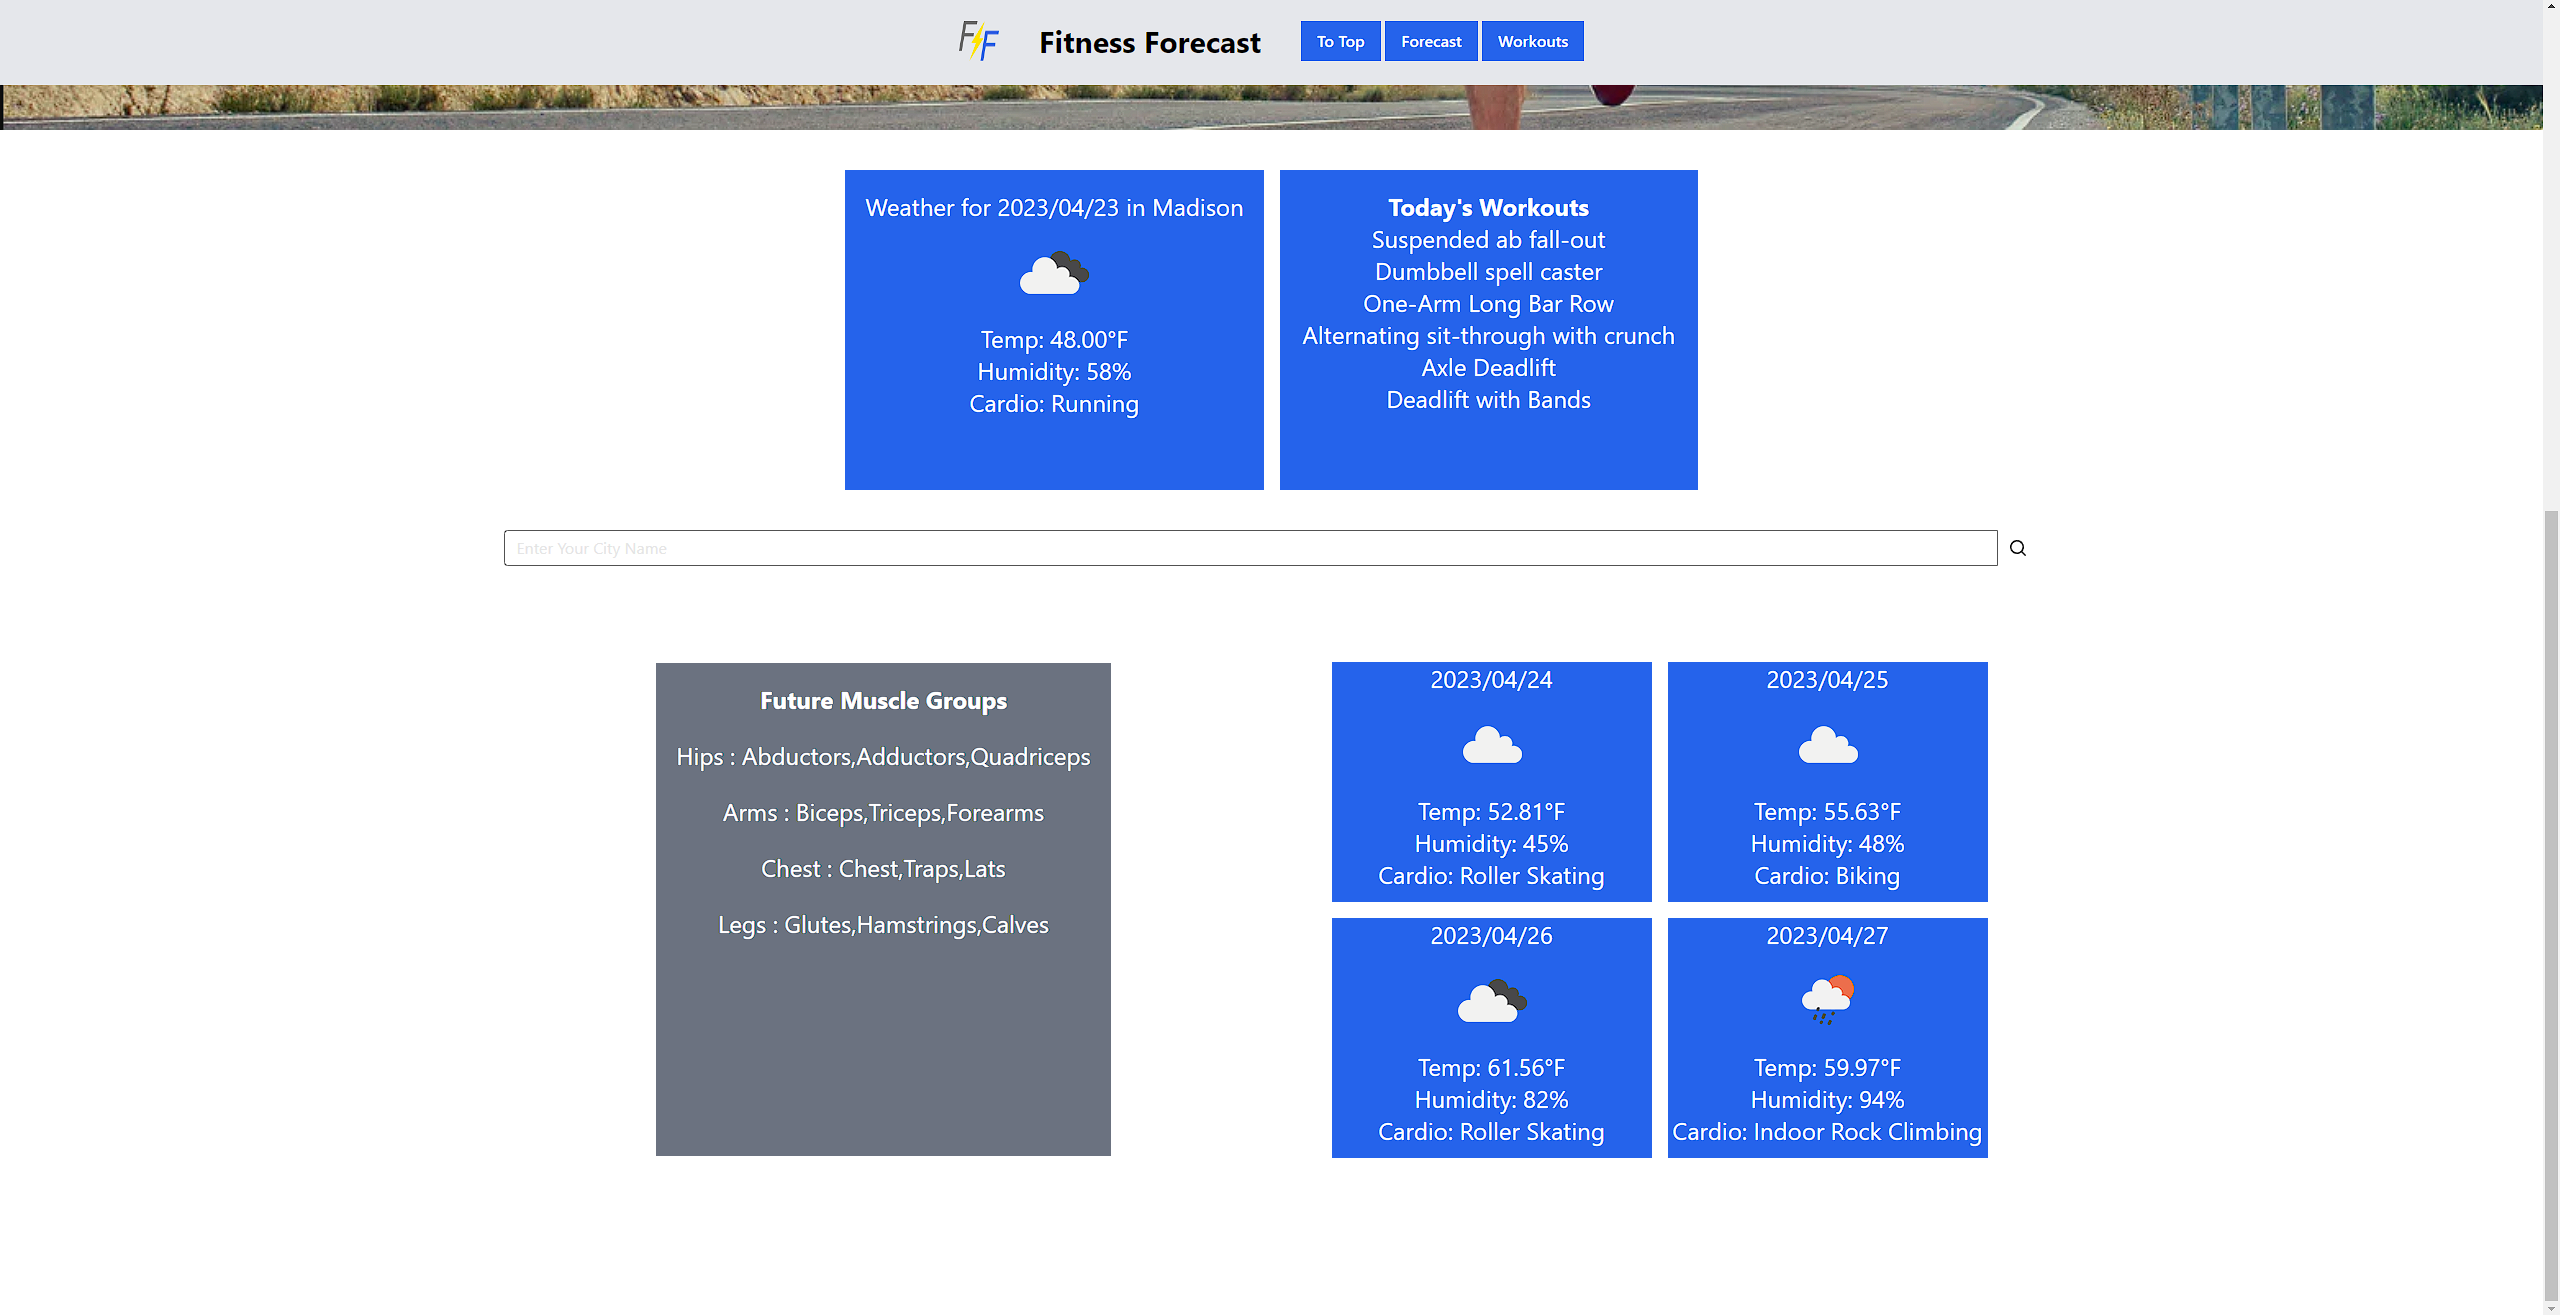 FF
Fitness Forecast
To Top
Forecast
Workouts
Weather for 2023/04/23 in Madison
Temp: 48.00°F
Humidity: 58%
Cardio: Running
Today's Workouts
Suspended ab fall-out
Dumbbell spell caster
One-Arm Long Bar Row
Alternating sit-through with crunch
Axle Deadlift
Deadlift with Bands
Enter Your City Name
Future Muscle Groups
Hips : Abductors,Adductors,Quadriceps
Arms : Biceps,Triceps,Forearms
Chest : Chest,Traps,Lats
Legs : Glutes,Hamstrings,Calves
2023/04/24
Temp: 52.81°F
Humidity: 45%
Cardio: Roller Skating
2023/04/25
Temp: 55.63°F
Humidity: 48%
Cardio: Biking
2023/04/26
Temp: 61.56°F
Humidity: 82%
Cardio: Roller Skating
2023/04/27
Temp: 59.97°F
Humidity: 94%
Cardio: Indoor Rock Climbing